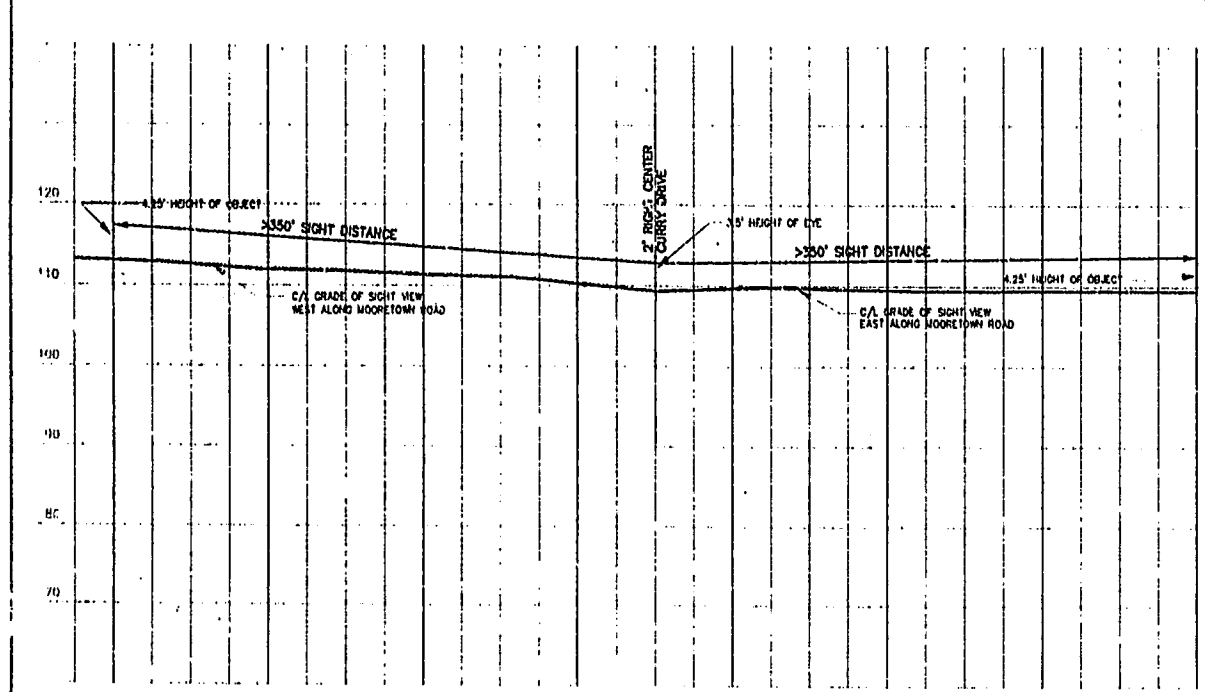 2' RIGHT CENTER
CURRY DRIVE
120
4.25' HEIGHT OF OBJECT
>350' SIGHT DISTANCE
3.5' HEIGHT OF EYE
>350' SIGHT DISTANCE
110
4.25' HEIGHT OF OBJECT
C/L GRADE OF SIGHT VIEW
WEST ALONG MOORETOWN ROAD
C/L GRADE OF SIGHT VIEW
EAST ALONG MOORETOWN ROAD
100
90
80
70